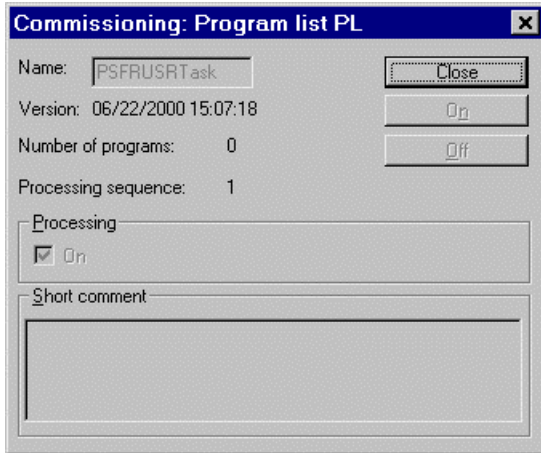 Commissioning: Program list PL
Name: PSFRUSRTask
Close
Version: 06/22/2000 15:07:18
On
Number of programs: 0
Off
Processing sequence: 1
Processing
On
Short comment